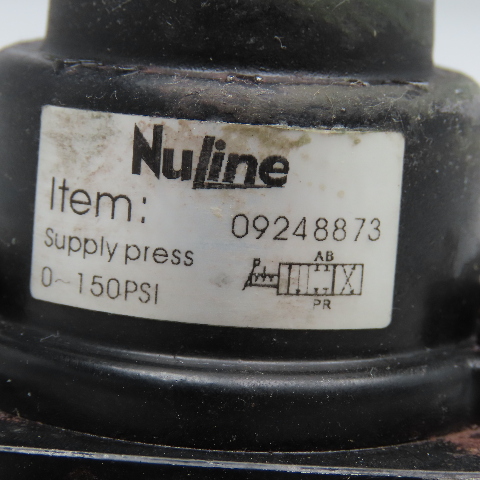 NuLine
Item:
09248873
Supply press
0~150PSI
AB
PR